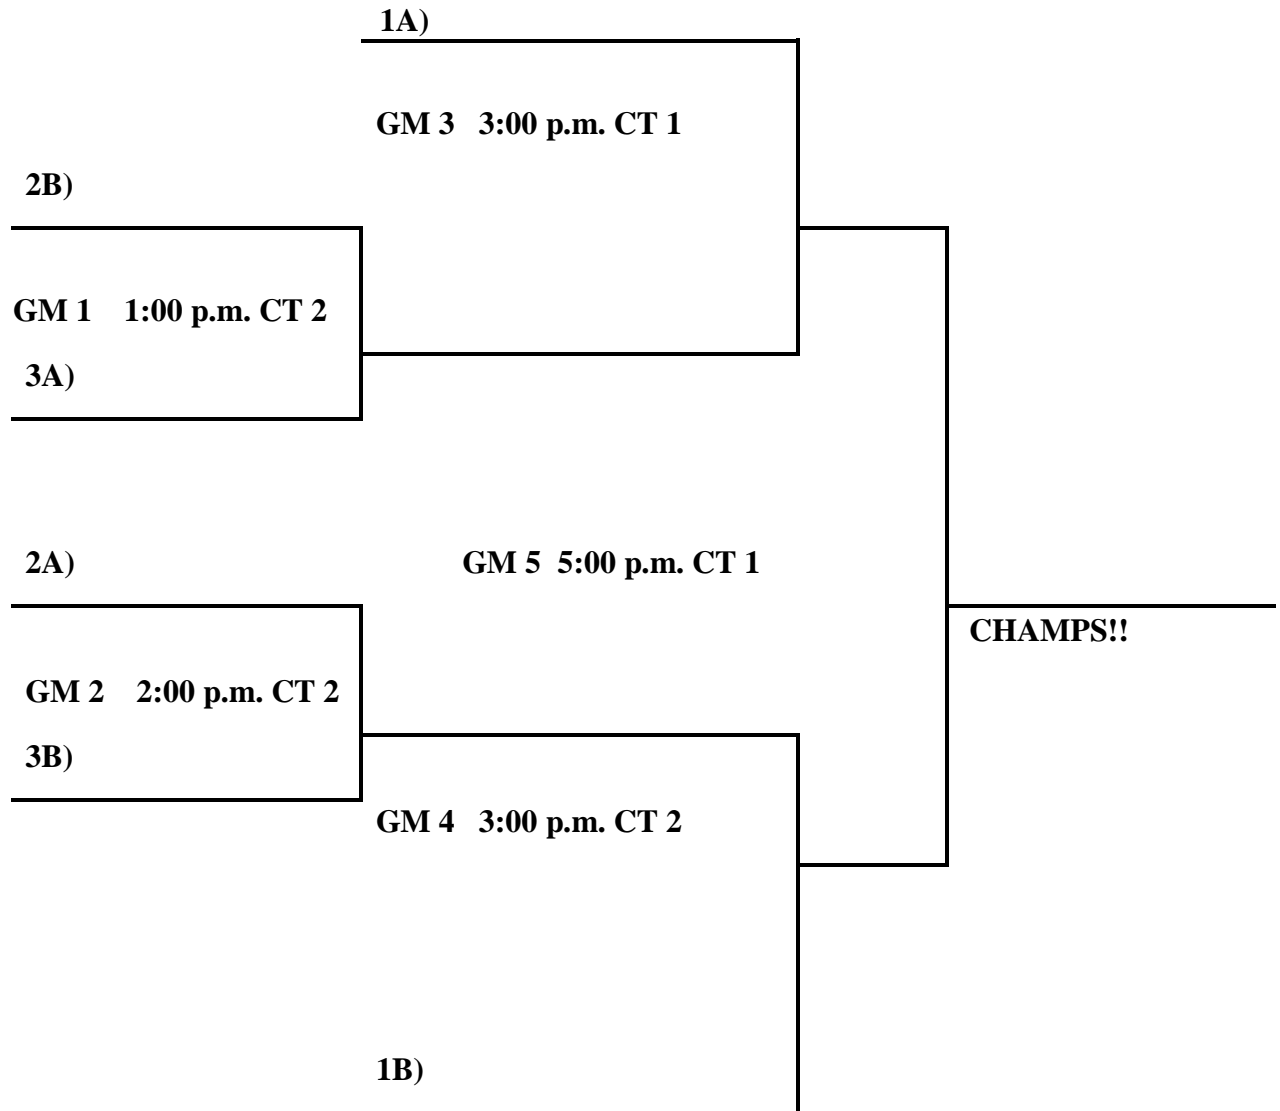 1A)
GM 3 3:00 p.m. CT 1
2B)
GM 1 1:00 p.m. CT 2
3A)
2A)
GM 5 5:00 p.m. CT 1
CHAMPS!!
GM 2 2:00 p.m. CT 2
3B)
GM 4 3:00 p.m. CT 2
1B)